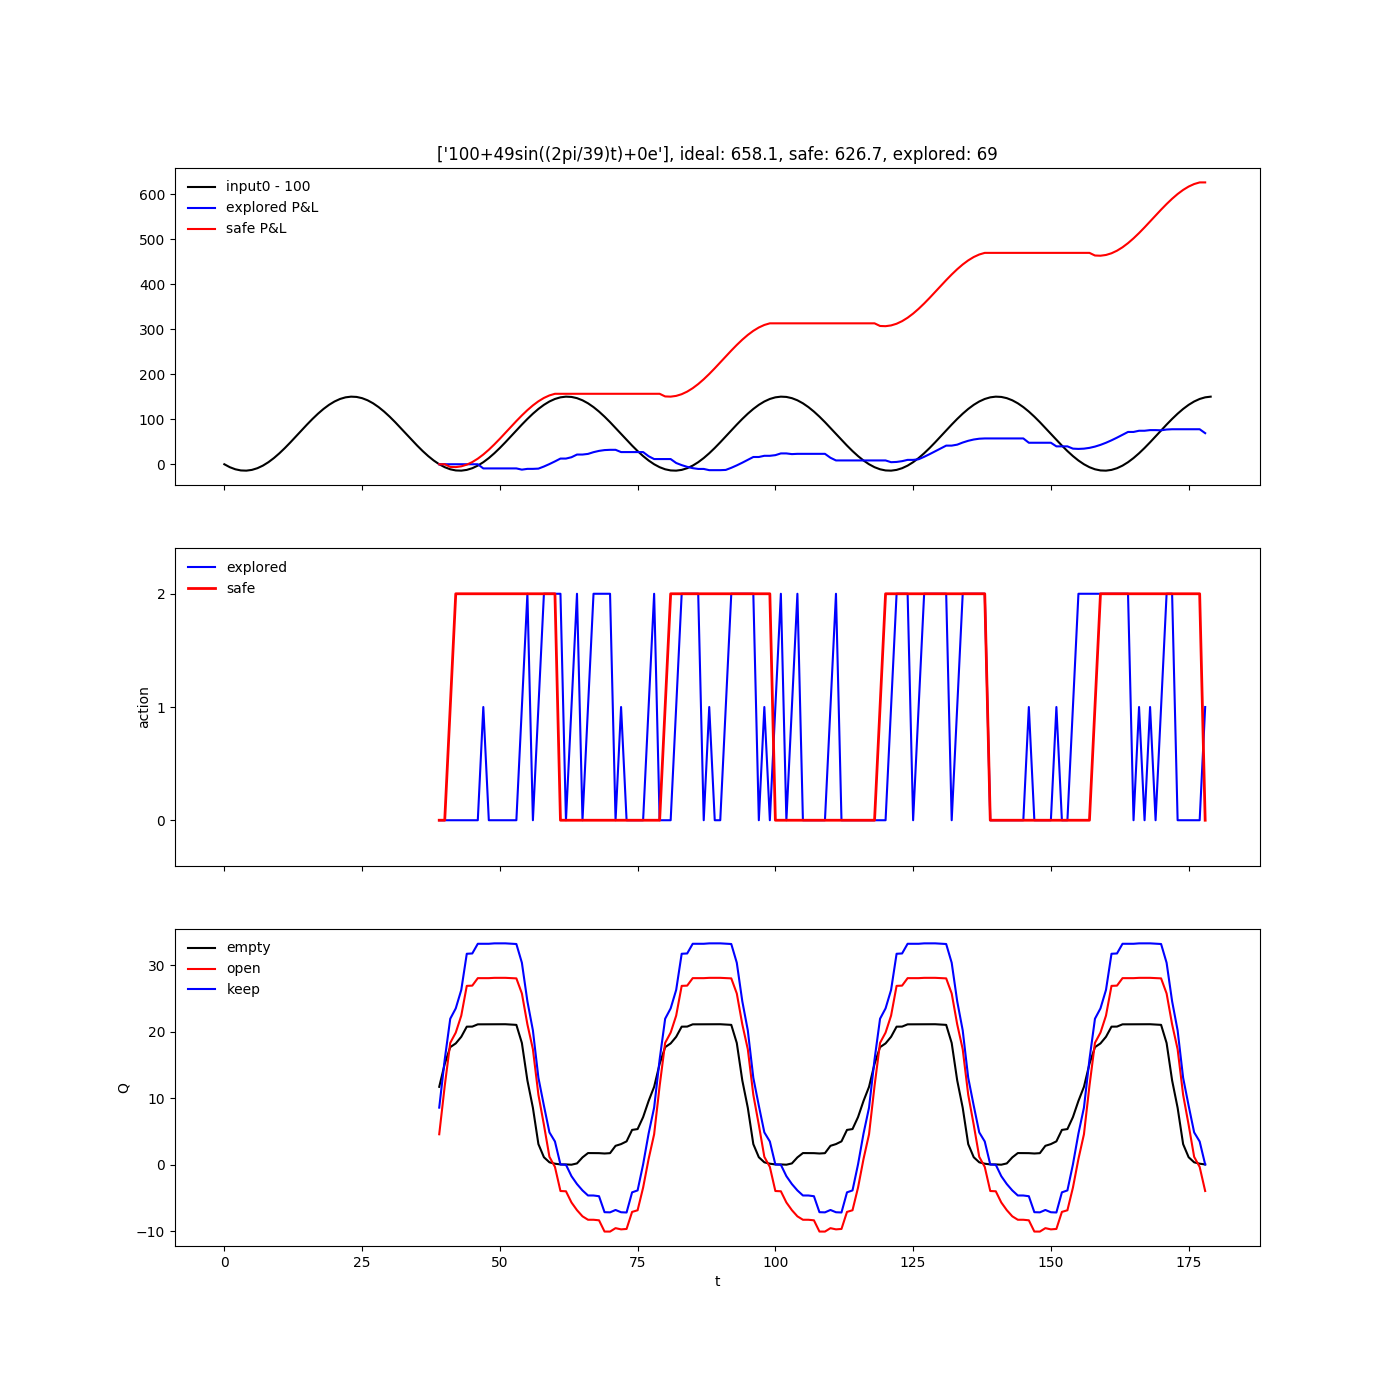 ['100+49sin((2pi/39)t)+0e'], ideal: 658.1, safe: 626.7, explored: 69
input0 - 100
explored P&L
safe P&L
600
500
400
300
200
100
0
explored
safe
2
1
0
action
empty
open
keep
30
20
10
0
−10
Q
0 25 50 75 100 125 150 175
t